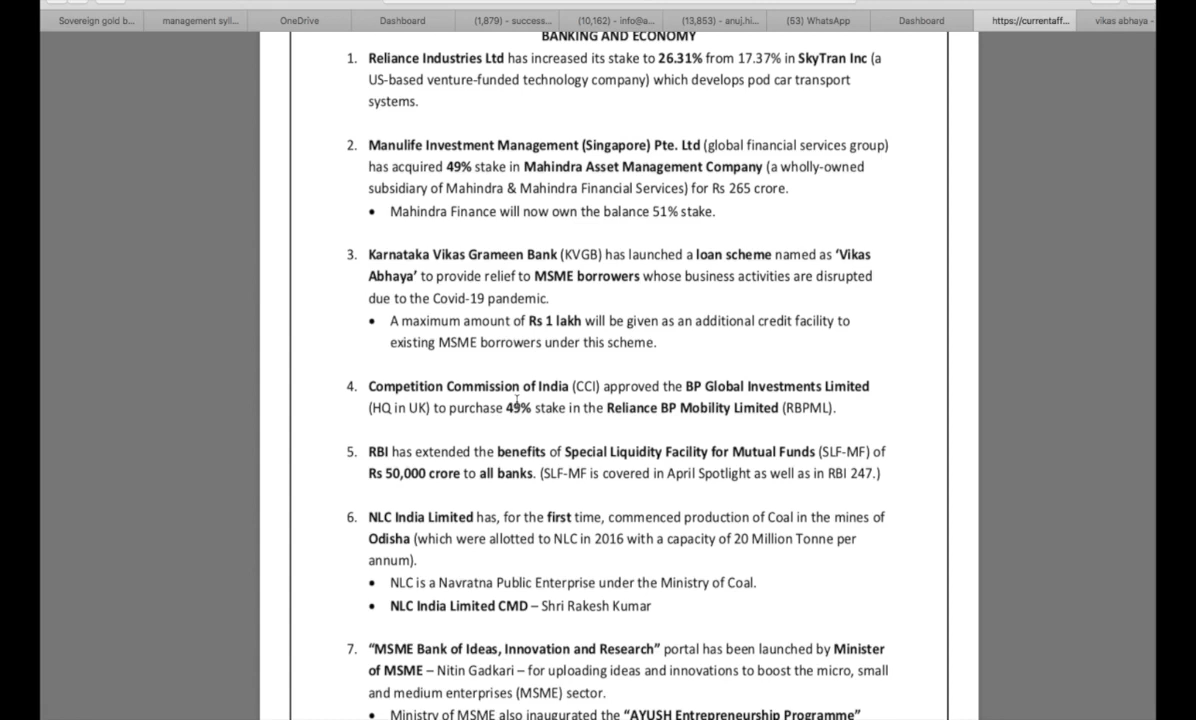 Sovereign gold b...
management syll...
OneDrive
Dashboard
(1,879) - success...
(10,162) - info@a...
(13,853) - anuj.hi...
(53) WhatsApp
Dashboard
https://currentaff...
vikas abhaya -
BANKING AND ECONOMY
1. Reliance Industries Ltd has increased its stake to 26.31% from 17.37% in SkyTran Inc (a
US-based venture-funded technology company) which develops pod car transport
systems.
2. Manulife Investment Management (Singapore) Pte. Ltd (global financial services group)
has acquired 49% stake in Mahindra Asset Management Company (a wholly-owned
subsidiary of Mahindra & Mahindra Financial Services) for Rs 265 crore.
• Mahindra Finance will now own the balance 51% stake.
3. Karnataka Vikas Grameen Bank (KVGB) has launched a loan scheme named as ‘Vikas
Abhaya’ to provide relief to MSME borrowers whose business activities are disrupted
due to the Covid-19 pandemic.
• A maximum amount of Rs 1 lakh will be given as an additional credit facility to
existing MSME borrowers under this scheme.
4. Competition Commission of India (CCI) approved the BP Global Investments Limited
(HQ in UK) to purchase 49% stake in the Reliance BP Mobility Limited (RBPML).
5. RBI has extended the benefits of Special Liquidity Facility for Mutual Funds (SLF-MF) of
Rs 50,000 crore to all banks. (SLF-MF is covered in April Spotlight as well as in RBI 247.)
6. NLC India Limited has, for the first time, commenced production of Coal in the mines of
Odisha (which were allotted to NLC in 2016 with a capacity of 20 Million Tonne per
annum).
• NLC is a Navratna Public Enterprise under the Ministry of Coal.
• NLC India Limited CMD – Shri Rakesh Kumar
7. “MSME Bank of Ideas, Innovation and Research” portal has been launched by Minister
of MSME – Nitin Gadkari – for uploading ideas and innovations to boost the micro, small
and medium enterprises (MSME) sector.
• Ministry of MSME also inaugurated the “AYUSH Entrepreneurship Programme”